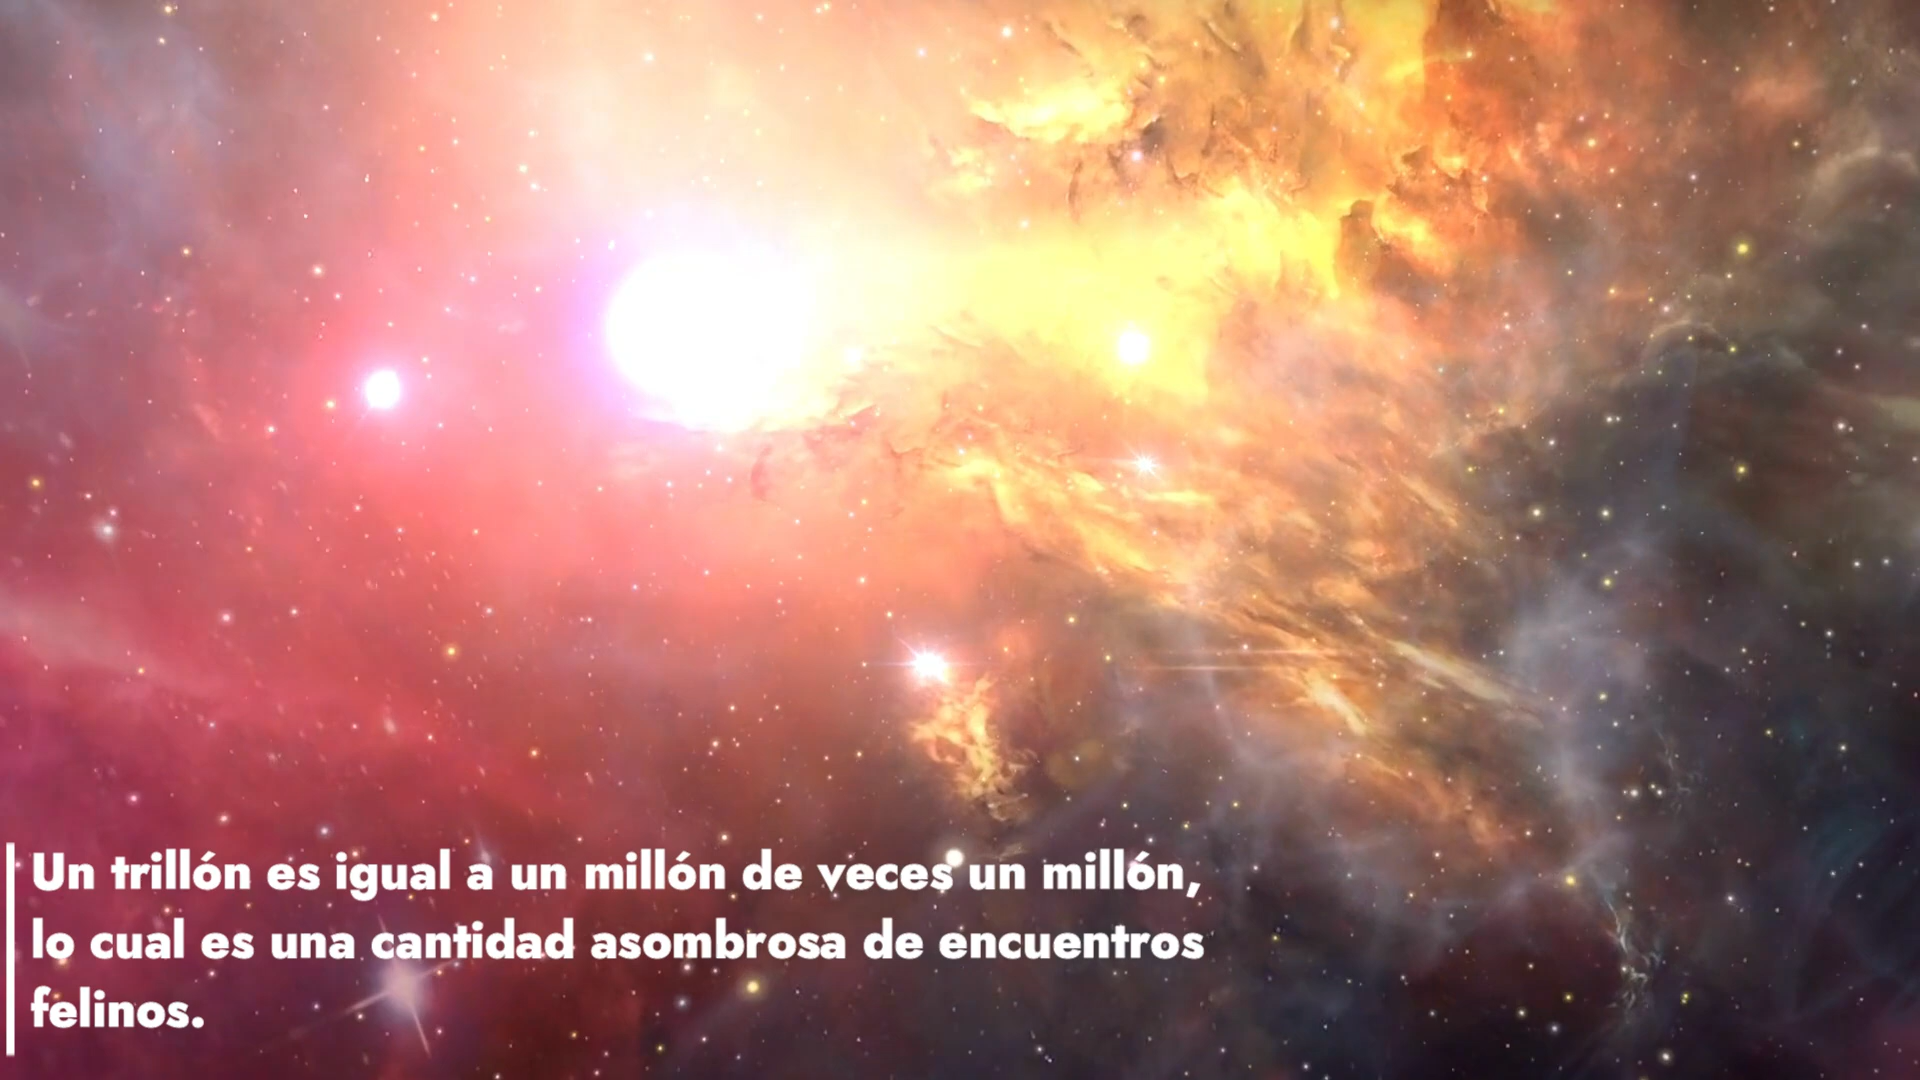 Un trillón es igual a un millón de veces un millón,
lo cual es una cantidad asombrosa de encuentros
felinos.